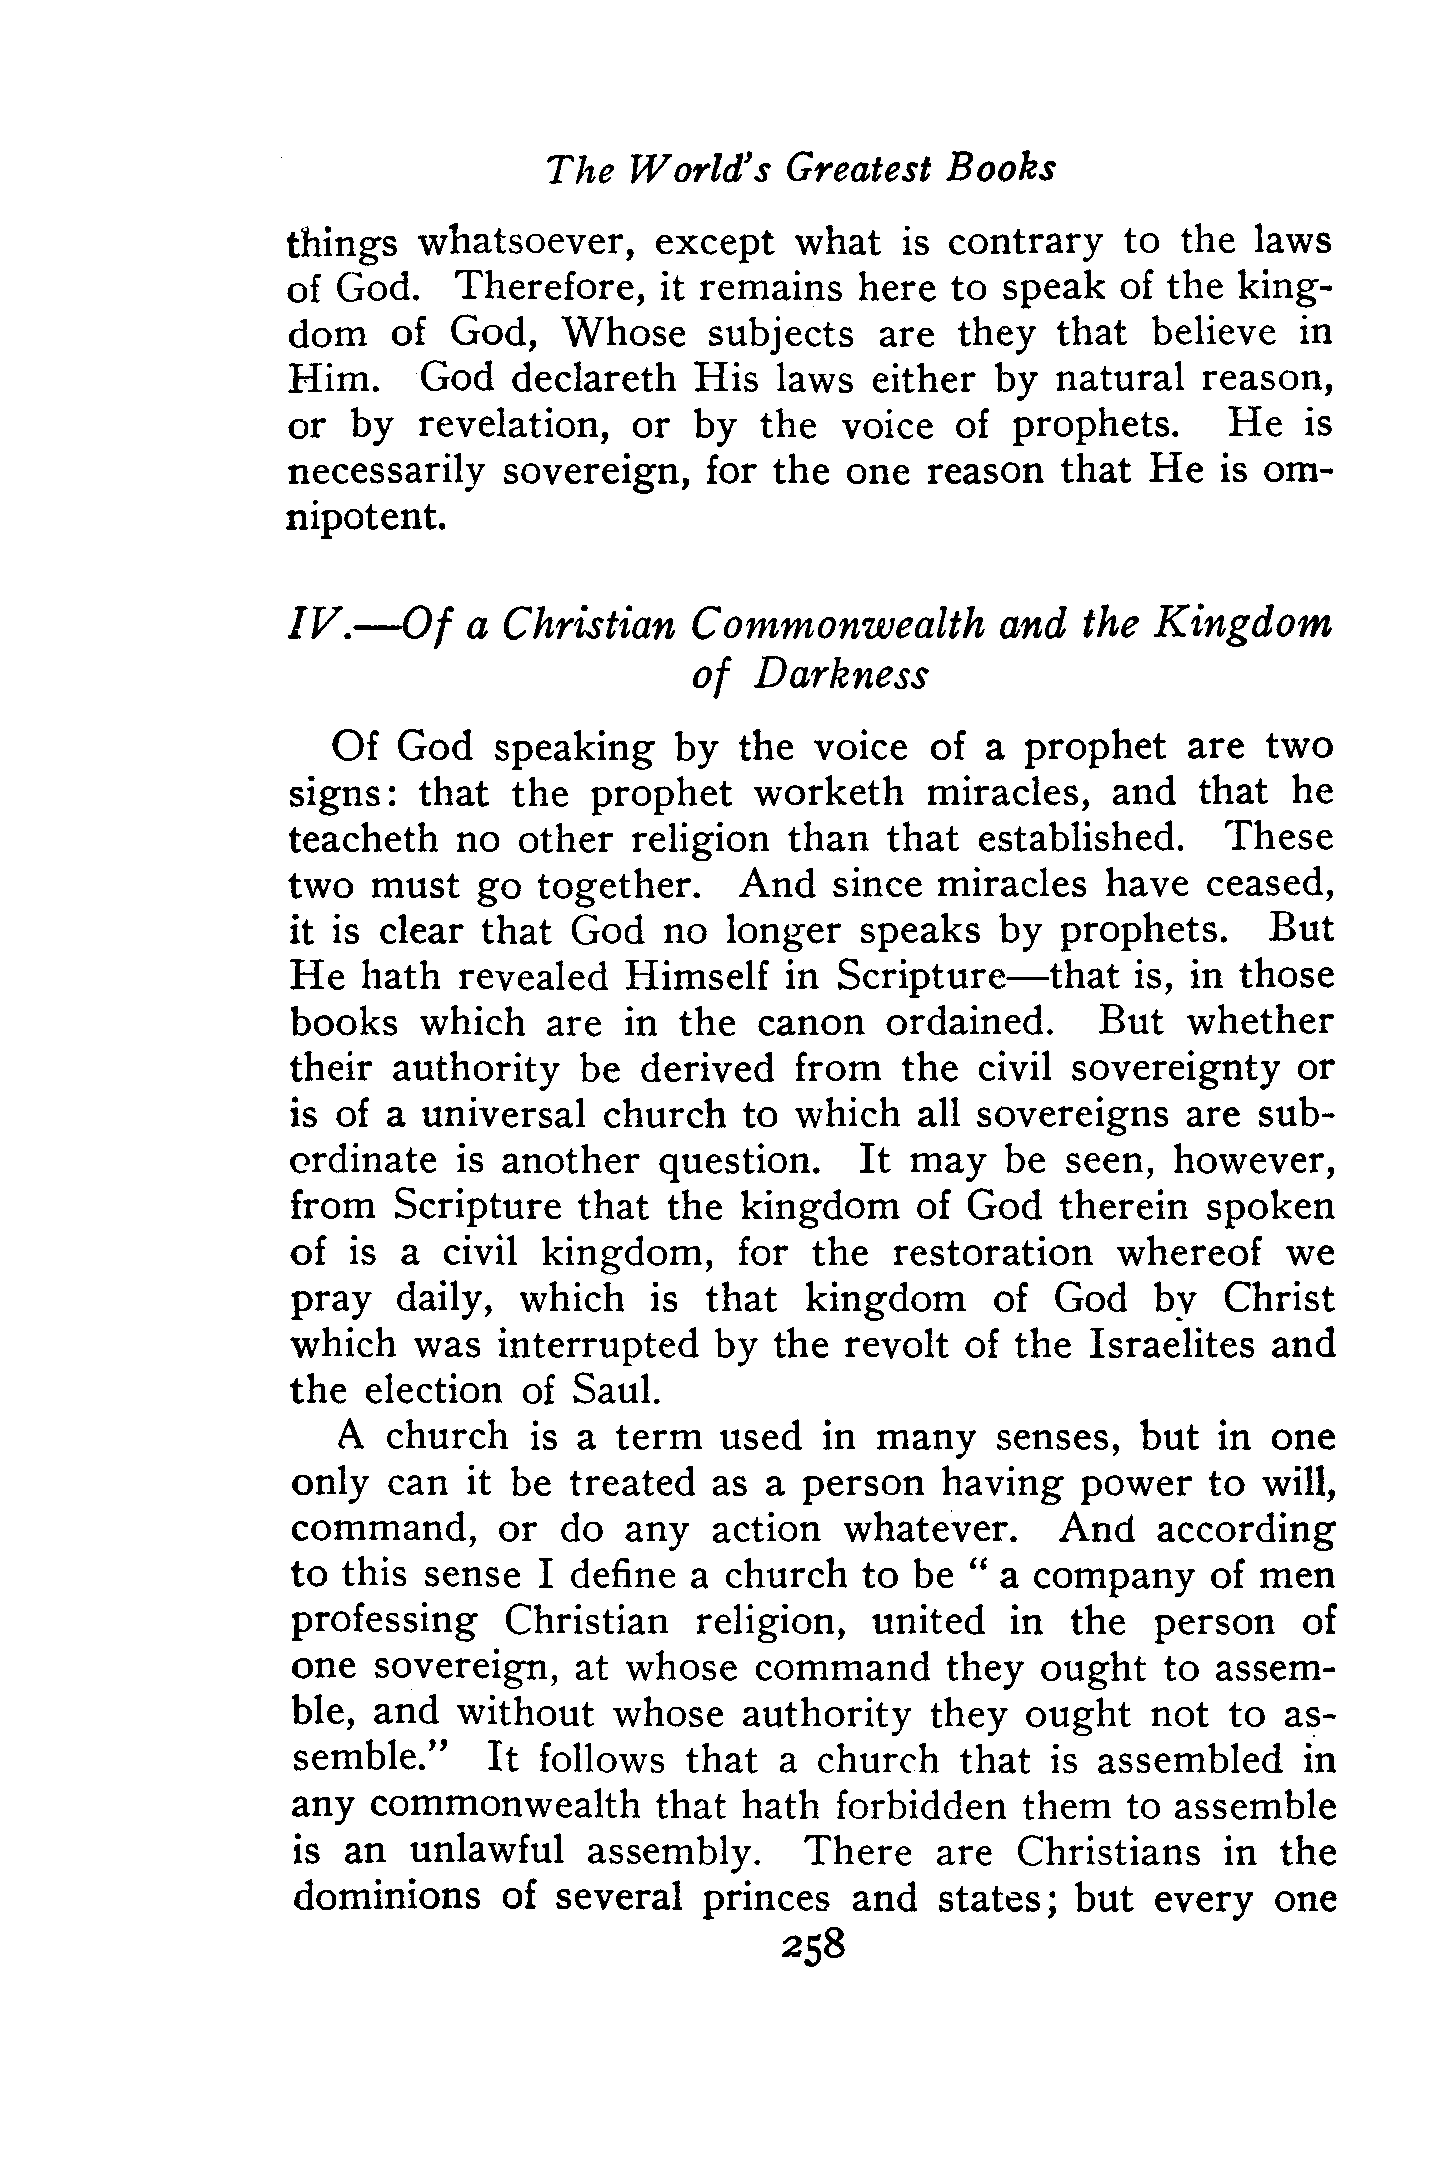 The World's Greatest Books
things whatsoever, except what is contrary to the laws
of God. Therefore, it remains here to speak of the king-
dom of God, Whose subjects are they that believe in
Him. God declareth His laws either by natural reason,
or by revelation, or by the voice of prophets. He is
necessarily sovereign, for the one reason that He is om-
nipotent.
IV.—Of a Christian Commonwealth and the Kingdom
of Darkness
Of God speaking by the voice of a prophet are two
signs: that the prophet worketh miracles, and that he
teacheth no other religion than that established. These
two must go together. And since miracles have ceased,
it is clear that God no longer speaks by prophets. But
He hath revealed Himself in Scripture—that is, in those
books which are in the canon ordained. But whether
their authority be derived from the civil sovereignty or
is of a universal church to which all sovereigns are sub-
ordinate is another question. It may be seen, however,
from Scripture that the kingdom of God therein spoken
of is a civil kingdom, for the restoration whereof we
pray daily, which is that kingdom of God by Christ
which was interrupted by the revolt of the Israelites and
the election of Saul.
A church is a term used in many senses, but in one
only can it be treated as a person having power to will,
command, or do any action whatever. And according
to this sense I define a church to be " a company of men
professing Christian religion, united in the person of
one sovereign, at whose command they ought to assem-
ble, and without whose authority they ought not to as-
semble." It follows that a church that is assembled in
any commonwealth that hath forbidden them to assemble
is an unlawful assembly. There are Christians in the
dominions of several princes and states; but every one
258